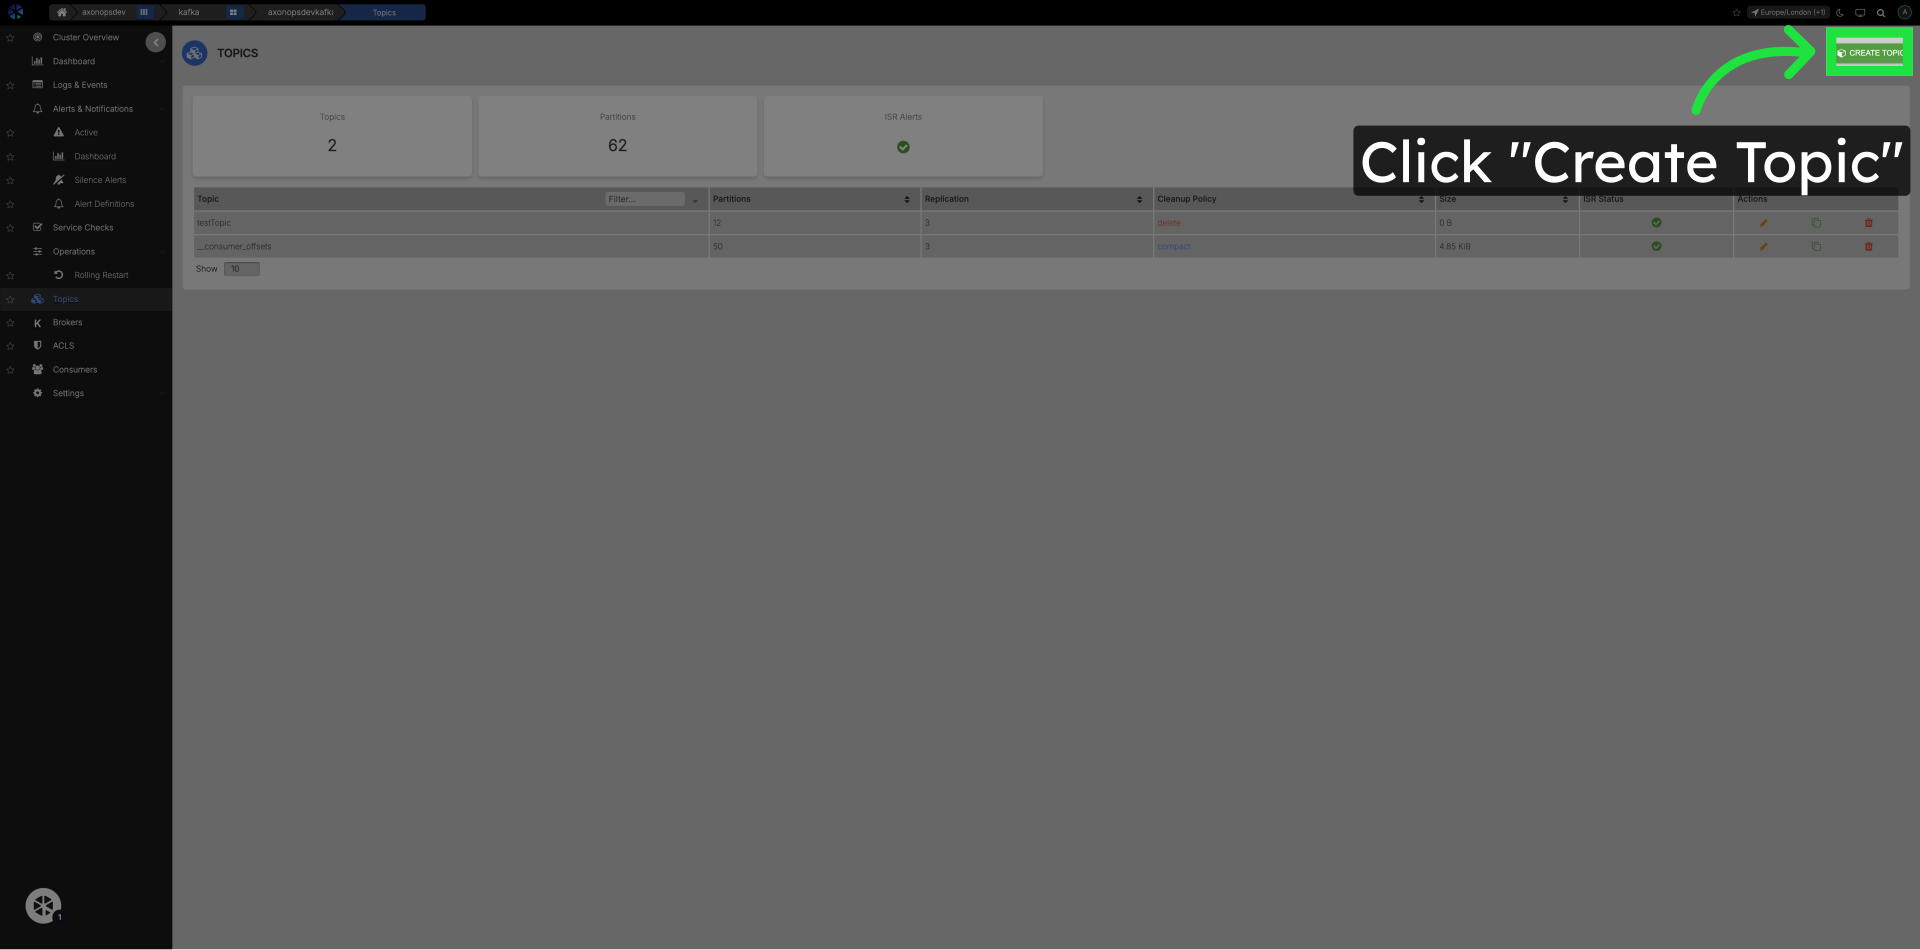 axonopsdev
kafka
axonopsdevkafka
Topics
Europe/London (+1)
A
Cluster Overview
Dashboard
Logs & Events
Alerts & Notifications
Active
Dashboard
Silence Alerts
Alert Definitions
Service Checks
Operations
Rolling Restart
Topics
Brokers
ACLS
Consumers
Settings
1
TOPICS
CREATE TOPIC
Click "Create Topic"
Topics
2
Partitions
62
ISR Alerts
Topic Filter... Partitions Replication Cleanup Policy Size ISR Status Actions
testTopic 12 3 delete 0 B
__consumer_offsets 50 3 compact 4.85 KiB
Show 10